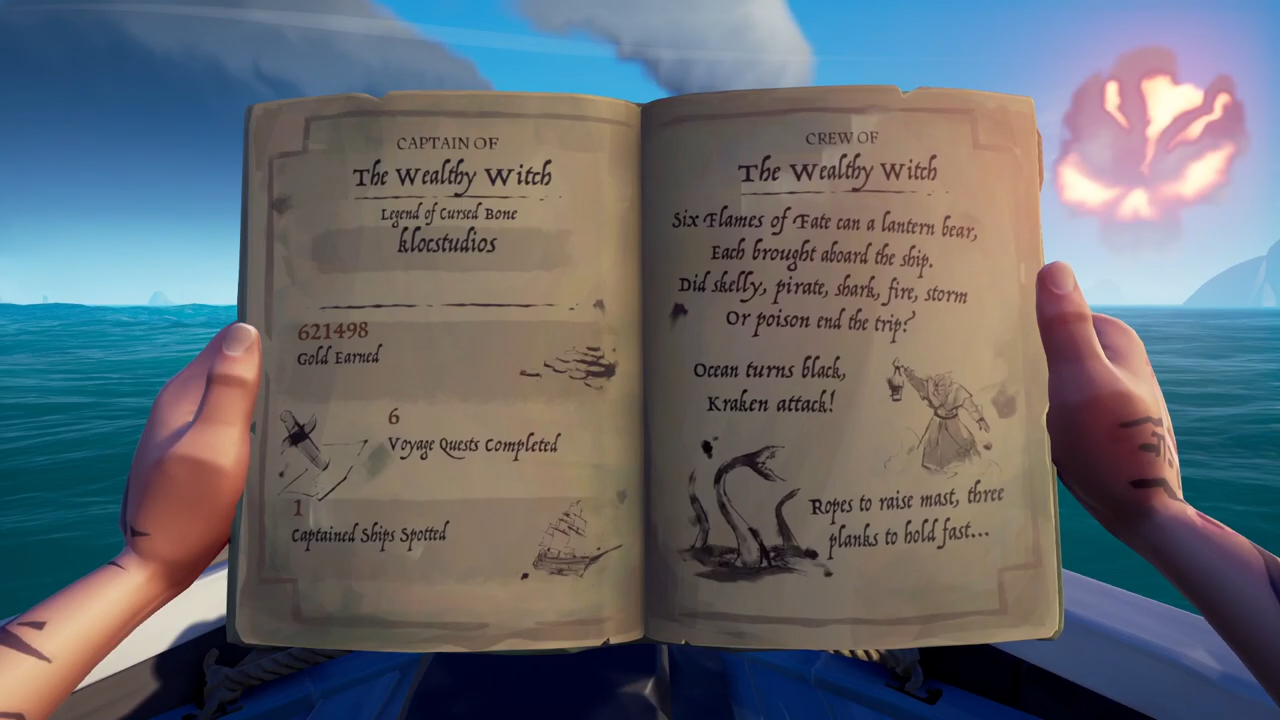 CAPTAIN OF
The Wealthy Witch
Legend of Cursed Bone
klocstudios
621498
Gold Earned
6
Voyage Quests Completed
1
Captained Ships Spotted
CREW OF
The Wealthy Witch
Six Flames of Fate can a lantern bear,
Each brought aboard the ship.
Did skelly, pirate, shark, fire, storm
Or poison end the trip?
Ocean turns black,
Kraken attack!
Ropes to raise mast, three
planks to hold fast...